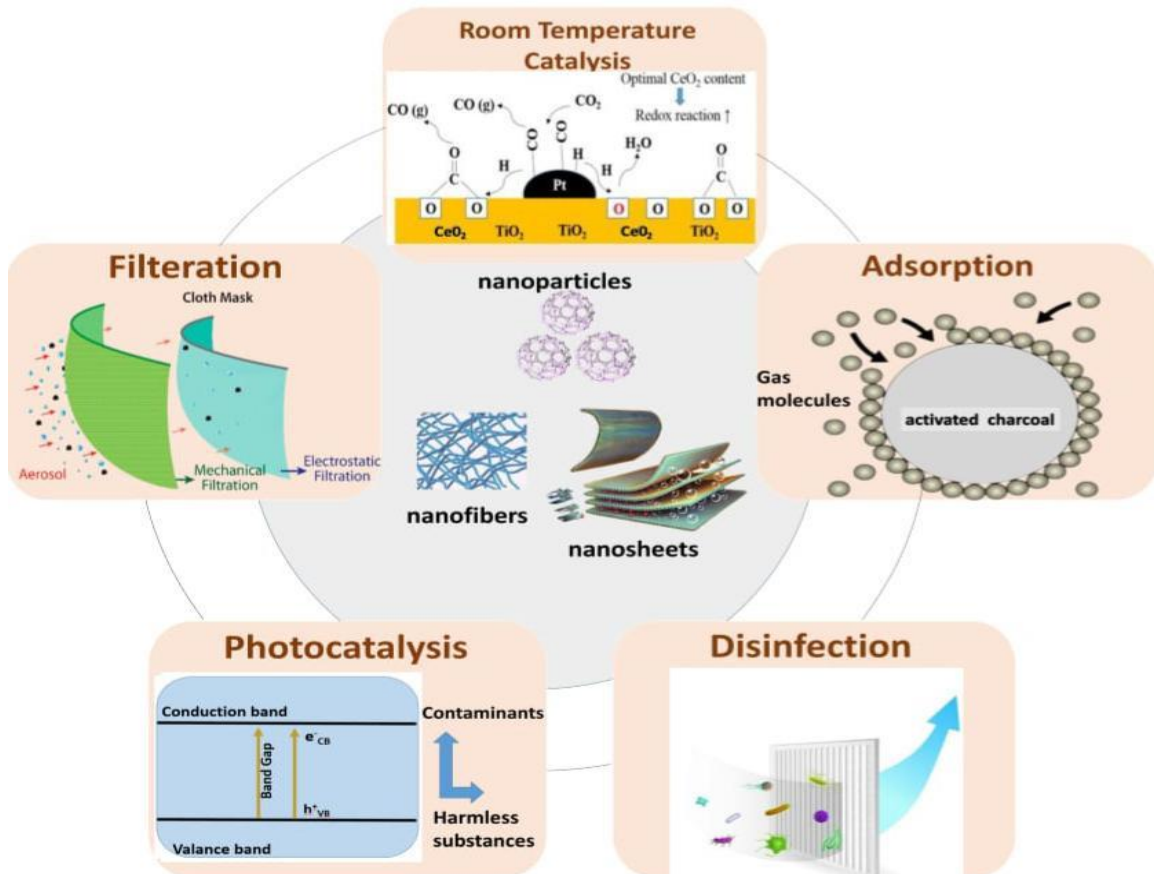 Room Temperature
Catalysis
Optimal CeO₂ content
Redox reaction ↑
CO (g)
CO (g)
CO₂
CO
CO
H
H
H
H₂O
O
C
O
C
Pt
O
O
O
O
O
O
CeO₂
TiO₂
TiO₂
CeO₂
TiO₂
Filteration
Cloth Mask
Aerosol
Mechanical
Filtration
Electrostatic
Filtration
nanoparticles
nanofibers
nanosheets
Adsorption
Gas
molecules
activated charcoal
Photocatalysis
Conduction band
Band Gap
e⁻CB
h⁺VB
Valance band
Contaminants
Harmless
substances
Disinfection